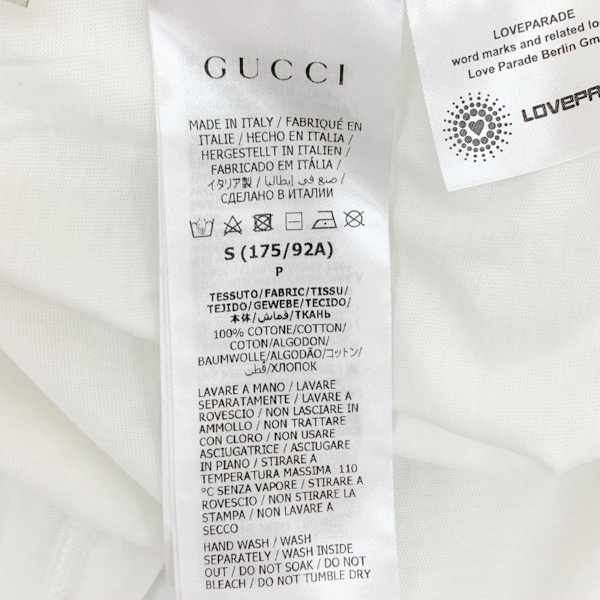 GUCCI
MADE IN ITALY / FABRIQUÉ EN
ITALIE / HECHO EN ITALIA /
HERGESTELLT IN ITALIEN /
FABRICADO EM ITÁLIA /
イタリア製 / صنع في إيطاليا /
СДЕЛАНО В ИТАЛИИ
S (175/92A)
P
TESSUTO/FABRIC/TISSU/
TEJIDO/GEWEBE/TECIDO/
本体/قماش/ТКАНЬ
100% COTONE/COTTON/
COTON/ALGODON/
BAUMWOLLE/ALGODÃO/コットン/
قطن/ХЛОПОК
LAVARE A MANO / LAVARE
SEPARATAMENTE / LAVARE A
ROVESCIO / NON LASCIARE IN
AMMOLLO / NON TRATTARE
CON CLORO / NON USARE
ASCIUGATRICE / ASCIUGARE
IN PIANO / STIRARE A
TEMPERATURA MASSIMA 110
°C SENZA VAPORE / STIRARE A
ROVESCIO / NON STIRARE LA
STAMPA / NON LAVARE A
SECCO
HAND WASH / WASH
SEPARATELY / WASH INSIDE
OUT / DO NOT SOAK / DO NOT
BLEACH / DO NOT TUMBLE DRY
LOVEPARADE
word marks and related lo
Love Parade Berlin Gm
LOVEPA